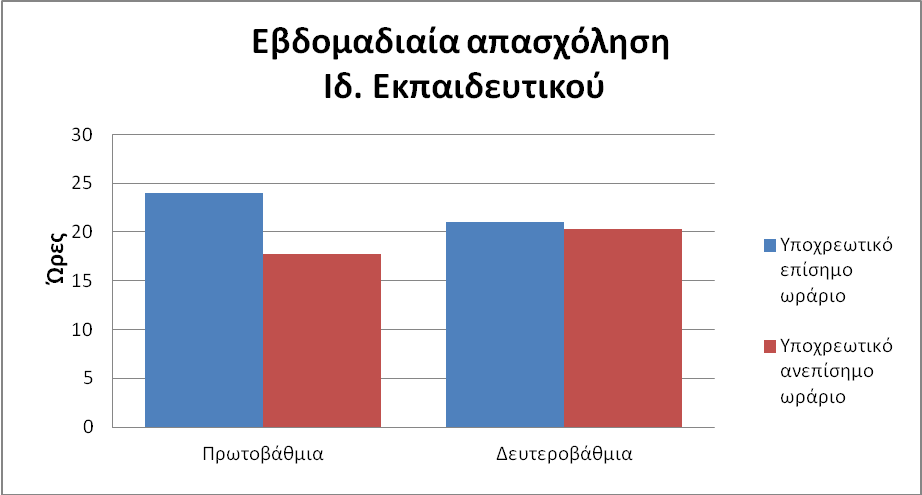 Εβδομαδιαία απασχόληση
Ιδ. Εκπαιδευτικού
30
25
20
15
10
5
0
Ώρες
Πρωτοβάθμια
Δευτεροβάθμια
Υποχρεωτικό
επίσημο
ωράριο
Υποχρεωτικό
ανεπίσημο
ωράριο